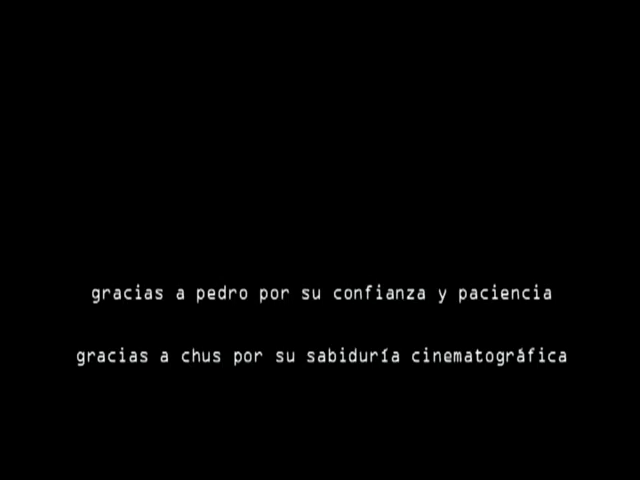 gracias a pedro por su confianza y paciencia
gracias a chus por su sabiduría cinematográfica